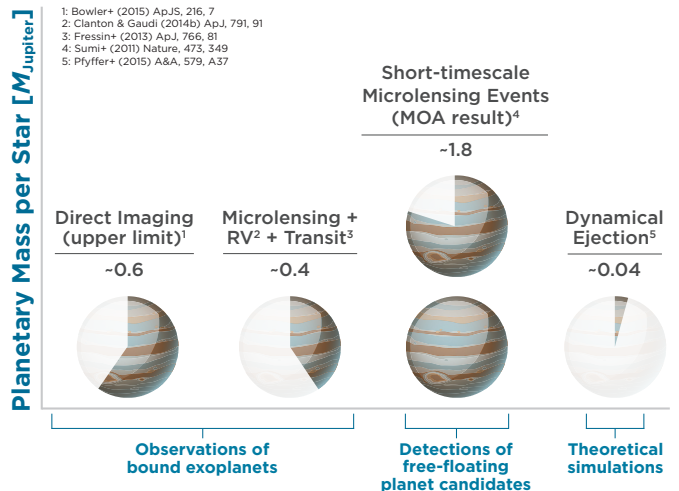 1: Bowler+ (2015) ApJS, 216, 7
2: Clanton & Gaudi (2014b) ApJ, 791, 91
3: Fressin+ (2013) ApJ, 766, 81
4: Sumi+ (2011) Nature, 473, 349
5: Pfyffer+ (2015) A&A, 579, A37
Planetary Mass per Star [MJupiter]
Direct Imaging
(upper limit)¹
~0.6
Microlensing +
RV² + Transit³
~0.4
Short-timescale
Microlensing Events
(MOA result)⁴
~1.8
Dynamical
Ejection⁵
~0.04
Observations of
bound exoplanets
Detections of
free-floating
planet candidates
Theoretical
simulations